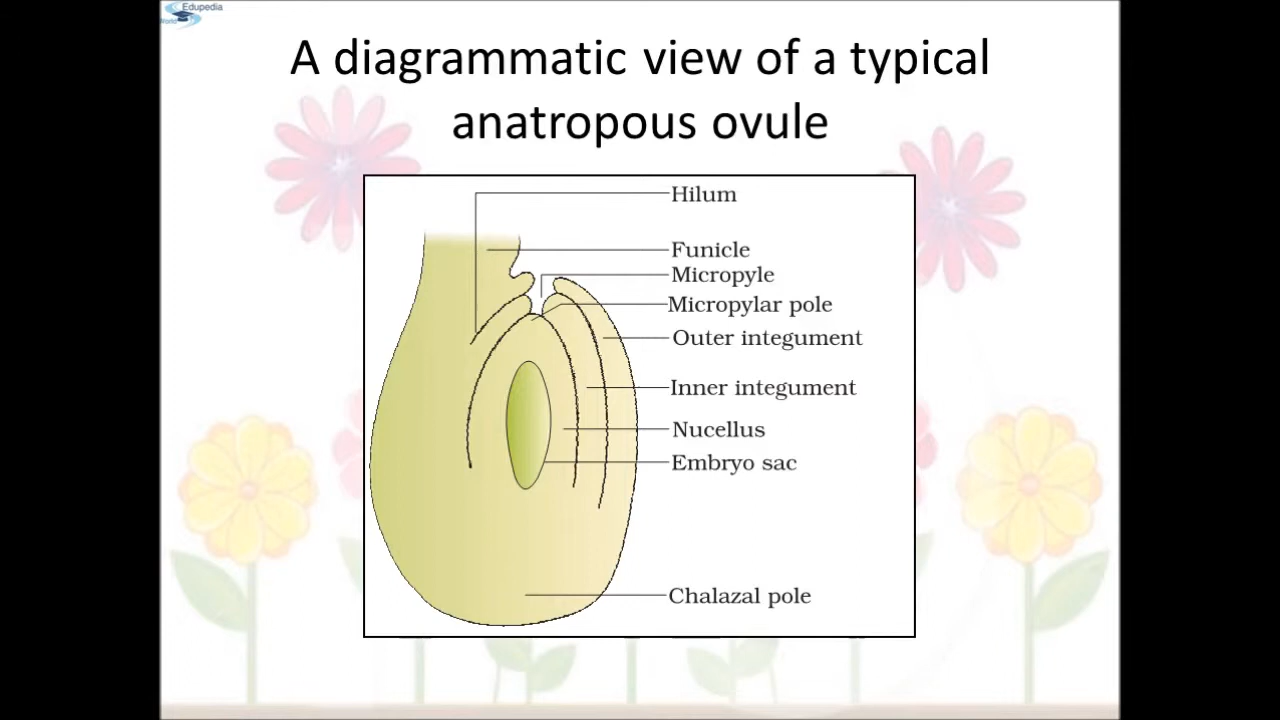 Edupedia
World
A diagrammatic view of a typical
anatropous ovule
Hilum
Funicle
Micropyle
Micropylar pole
Outer integument
Inner integument
Nucellus
Embryo sac
Chalazal pole